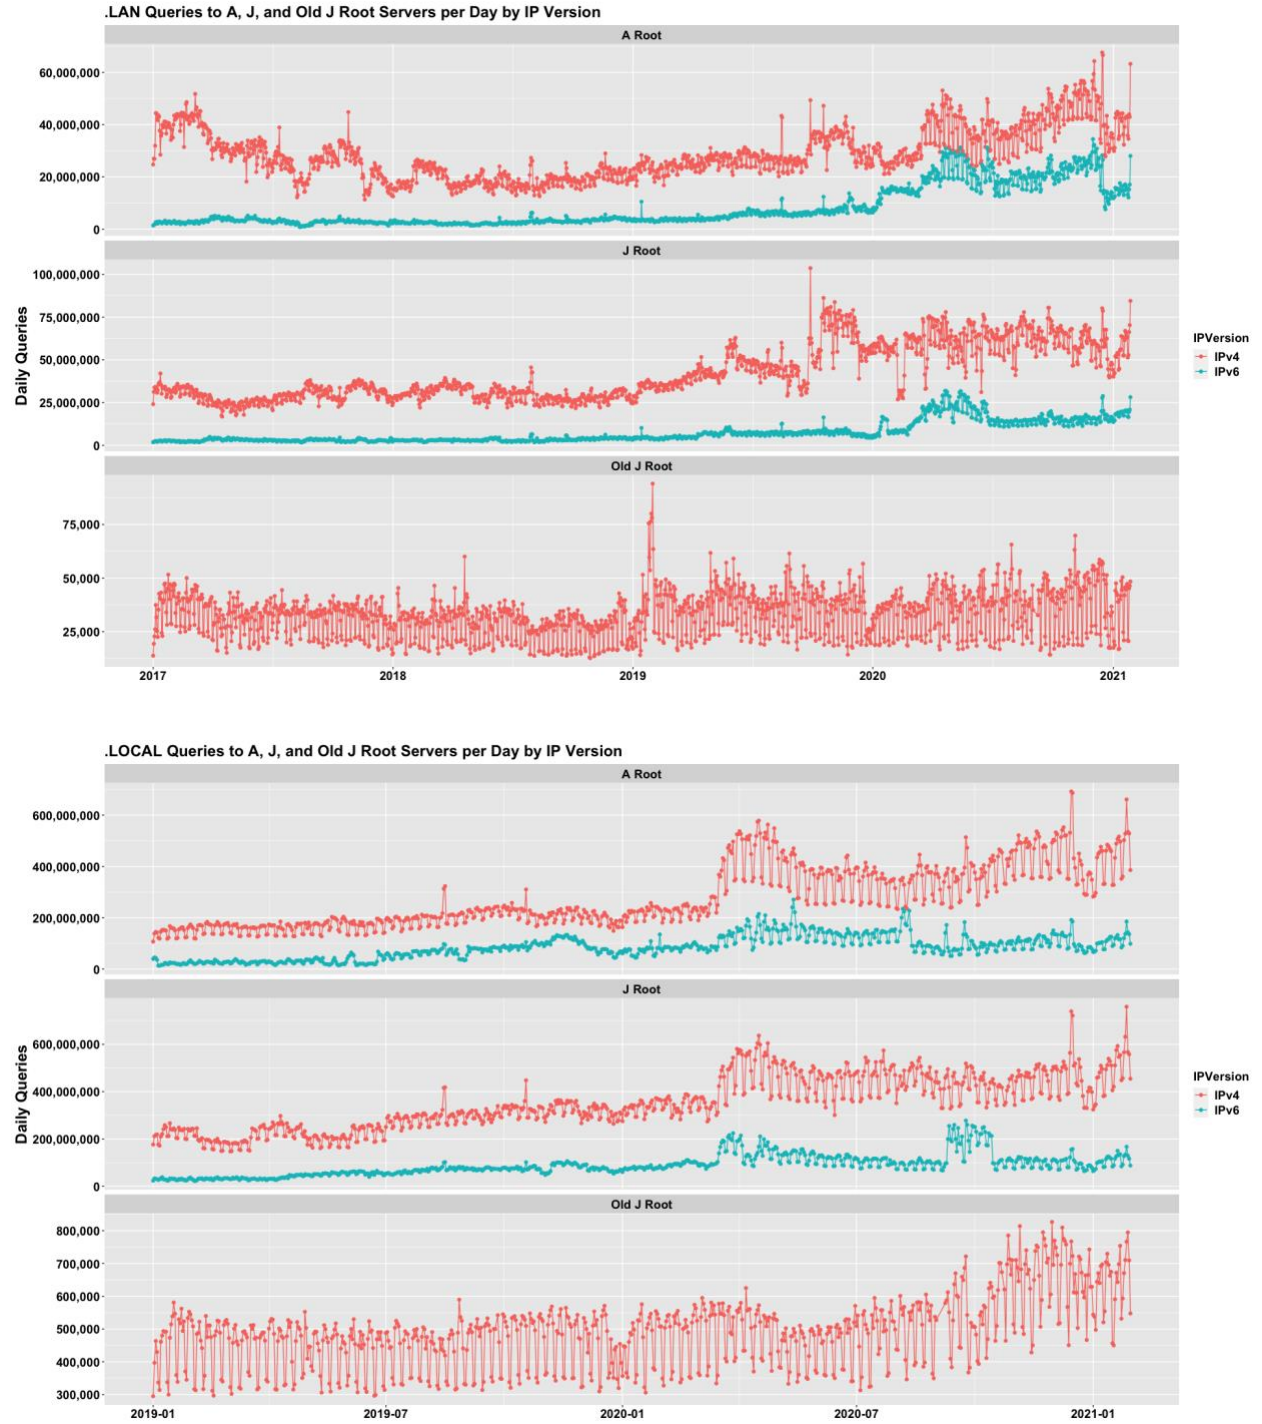 .LAN Queries to A, J, and Old J Root Servers per Day by IP Version
A Root
60,000,000
40,000,000
20,000,000
0
J Root
100,000,000
75,000,000
50,000,000
25,000,000
0
Daily Queries
IPVersion
IPv4
IPv6
Old J Root
75,000
50,000
25,000
2017 2018 2019 2020 2021
.LOCAL Queries to A, J, and Old J Root Servers per Day by IP Version
A Root
600,000,000
400,000,000
200,000,000
0
J Root
600,000,000
400,000,000
200,000,000
0
Daily Queries
IPVersion
IPv4
IPv6
Old J Root
800,000
700,000
600,000
500,000
400,000
300,000
2019-01 2019-07 2020-01 2020-07 2021-01